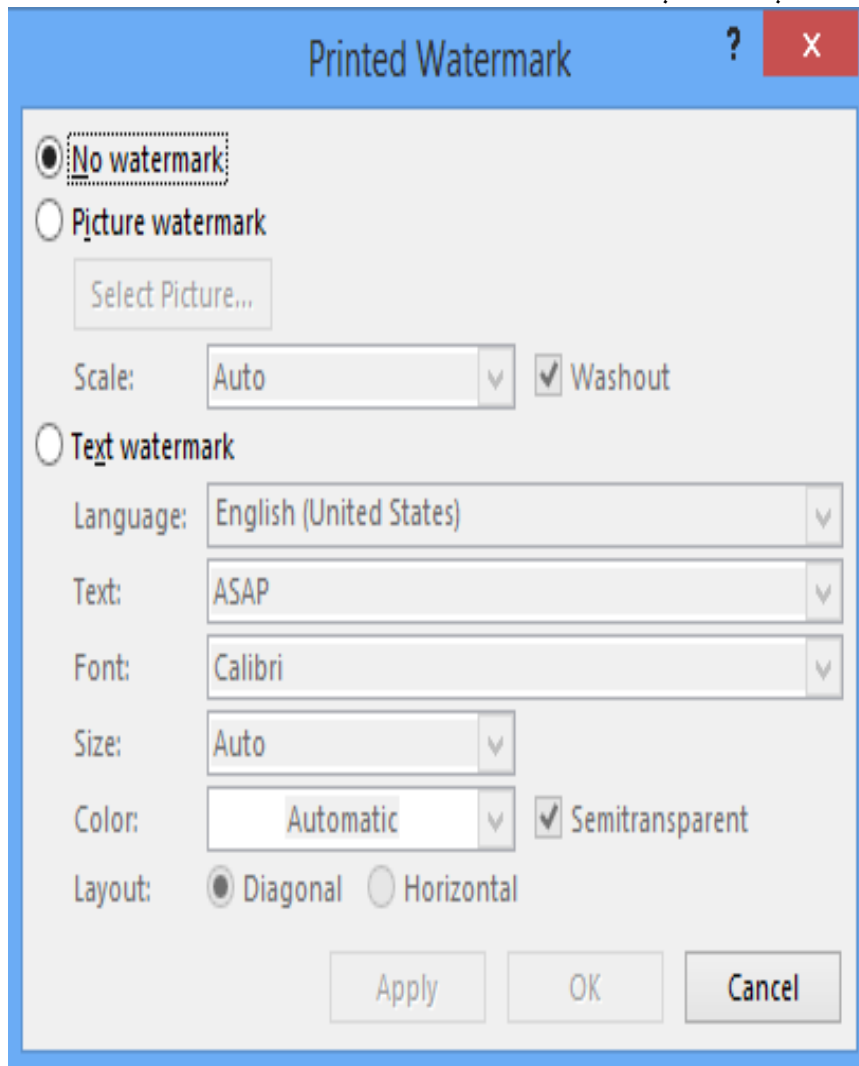 Printed Watermark ? x
No watermark
Picture watermark
Select Picture...
Scale: Auto Washout
Text watermark
Language: English (United States)
Text: ASAP
Font: Calibri
Size: Auto
Color: Automatic Semitransparent
Layout: Diagonal Horizontal
Apply OK Cancel